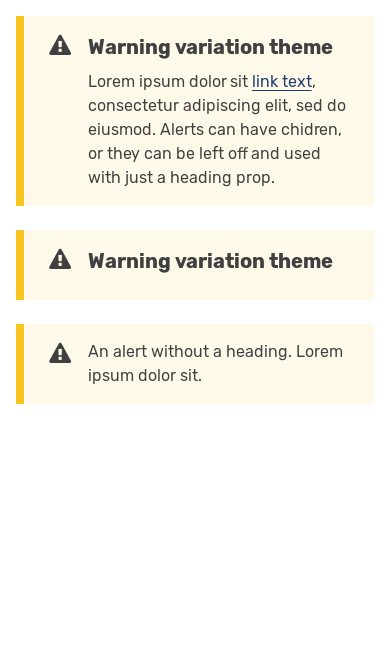 Warning variation theme
Lorem ipsum dolor sit link text,
consectetur adipiscing elit, sed do
eiusmod. Alerts can have chidren,
or they can be left off and used
with just a heading prop.
Warning variation theme
An alert without a heading. Lorem
ipsum dolor sit.